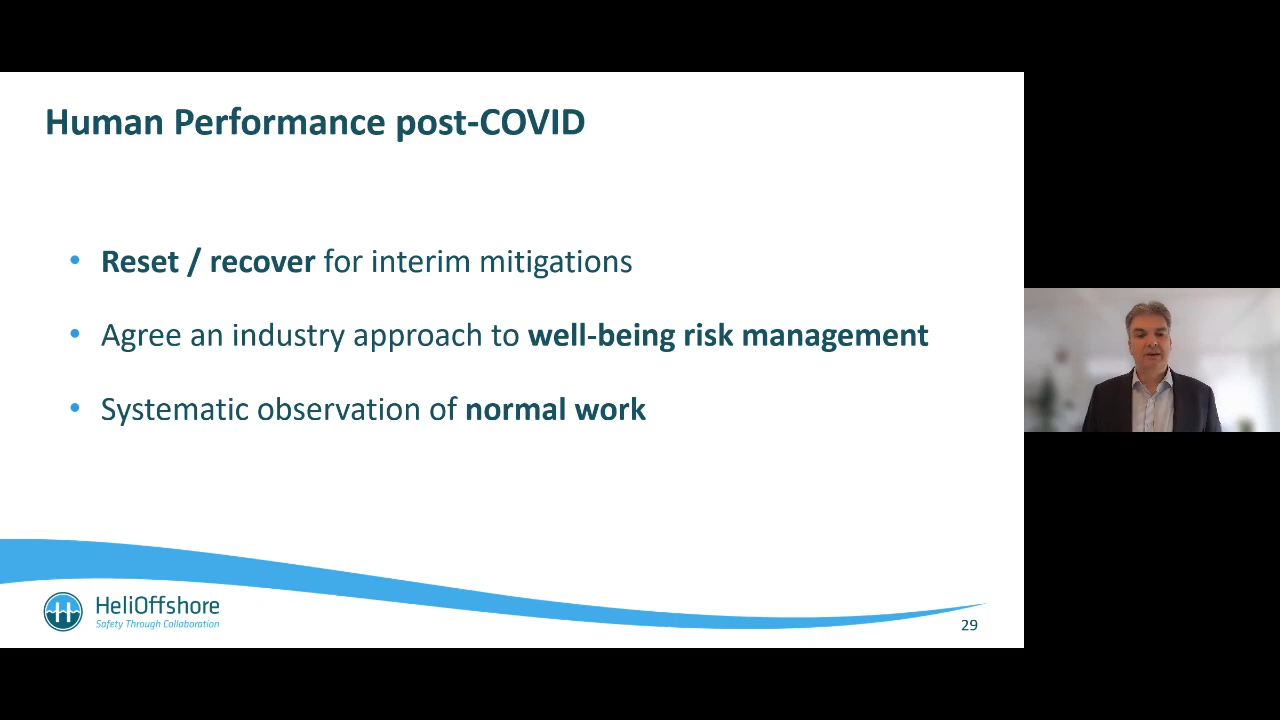 Human Performance post-COVID
• Reset / recover for interim mitigations
• Agree an industry approach to well-being risk management
• Systematic observation of normal work
HeliOffshore
Safety Through Collaboration
29